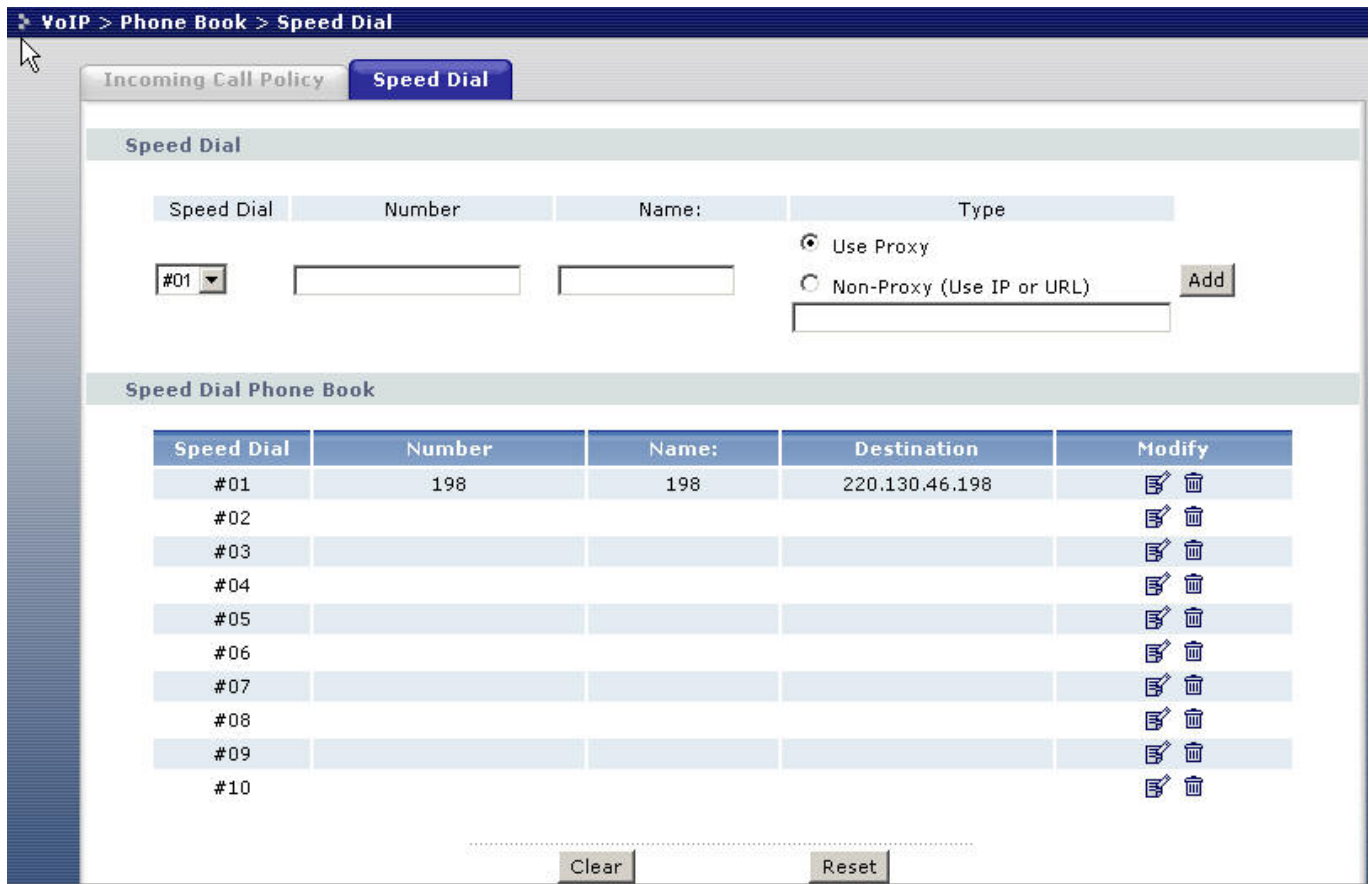 VoIP > Phone Book > Speed Dial
Incoming Call Policy Speed Dial
Speed Dial
Speed Dial Number Name: Type
Use Proxy
#01 Non-Proxy (Use IP or URL) Add
Speed Dial Phone Book
Speed Dial Number Name: Destination Modify
#01 198 198 220.130.46.198
#02
#03
#04
#05
#06
#07
#08
#09
#10
Clear Reset